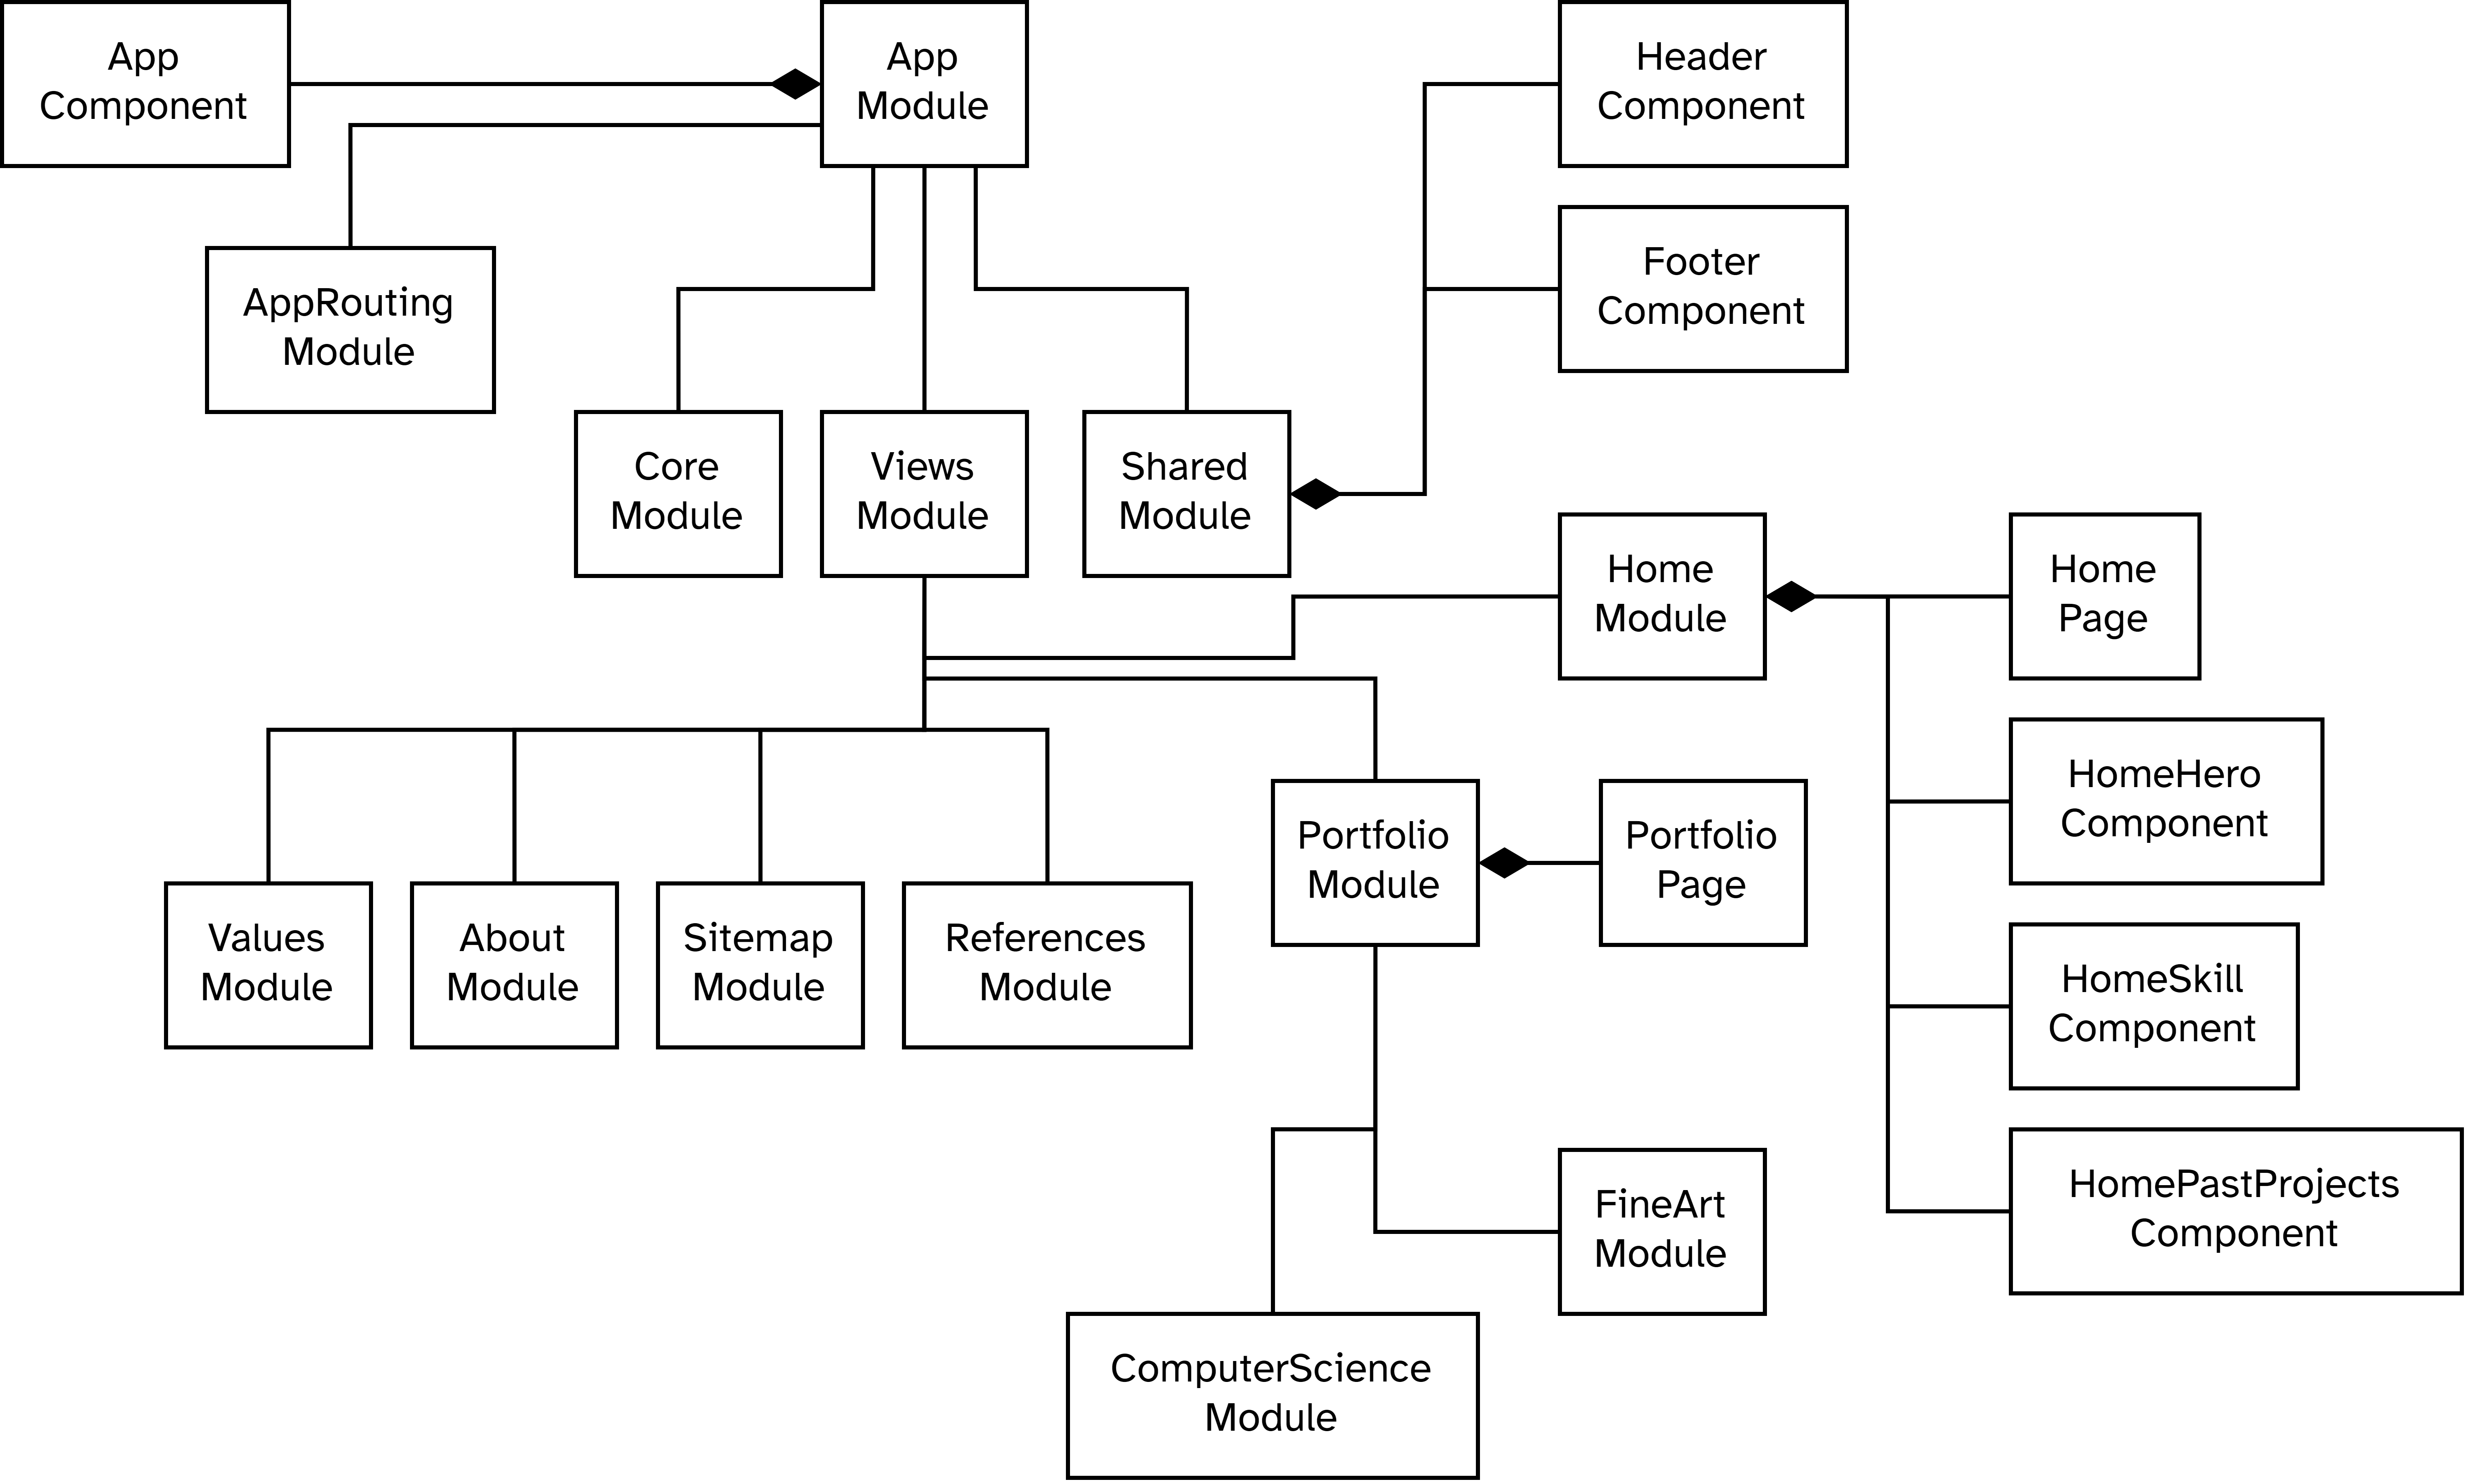 App
Component
App
Module
Header
Component
Footer
Component
AppRouting
Module
Core
Module
Views
Module
Shared
Module
Home
Module
Home
Page
HomeHero
Component
Portfolio
Module
Portfolio
Page
Values
Module
About
Module
Sitemap
Module
References
Module
HomeSkill
Component
FineArt
Module
HomePastProjects
Component
ComputerScience
Module